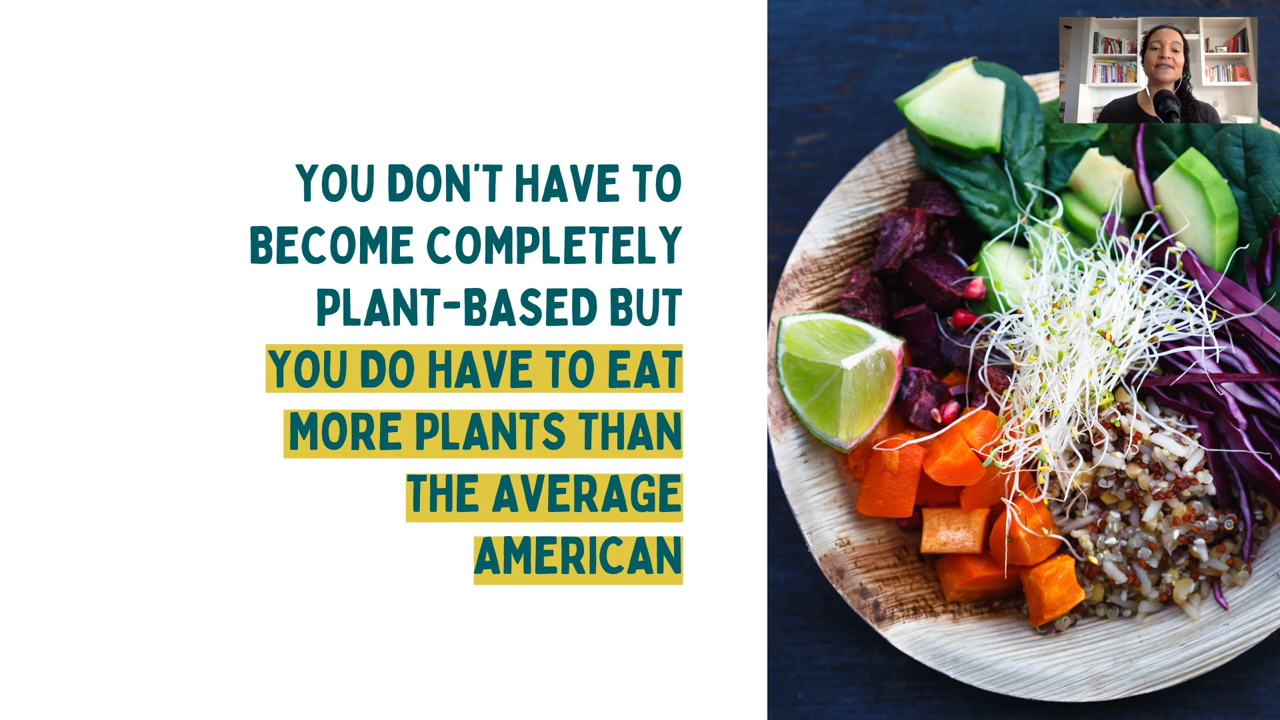 YOU DON'T HAVE TO
BECOME COMPLETELY
PLANT-BASED BUT
YOU DO HAVE TO EAT
MORE PLANTS THAN
THE AVERAGE
AMERICAN